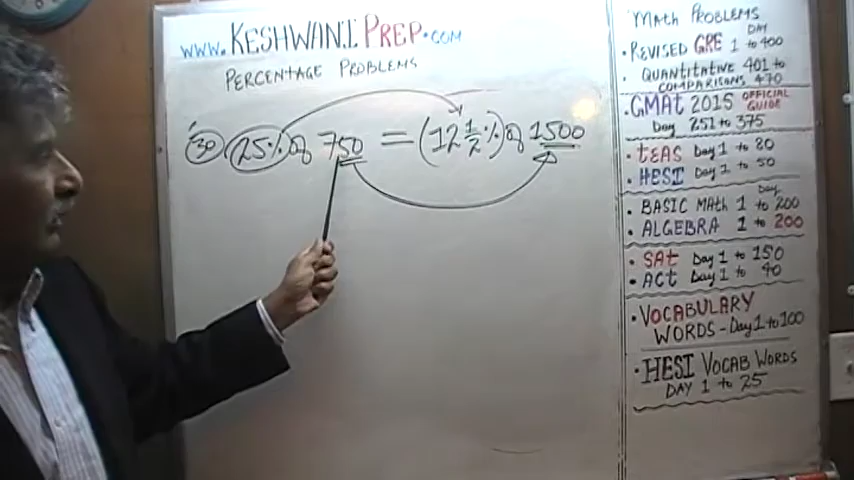 www.KESHWANIPREP.COM
PERCENTAGE PROBLEMS
30 25% of 750 = (12 1/2 %) of 1500
MATH PROBLEMS
DAY
• REVISED GRE 1 to 400
• QUANTITATIVE 401 to
COMPARISONS 470
• GMAT 2015 OFFICIAL GUIDE
Day 251 to 375
• TEAS Day 1 to 80
• HESI Day 1 to 50
Day
• BASIC MATH 1 to 200
• ALGEBRA 1 to 200
• SAT Day 1 to 150
• ACT Day 1 to 40
• VOCABULARY
WORDS - Day 1 to 100
• HESI VOCAB WORDS
DAY 1 to 25